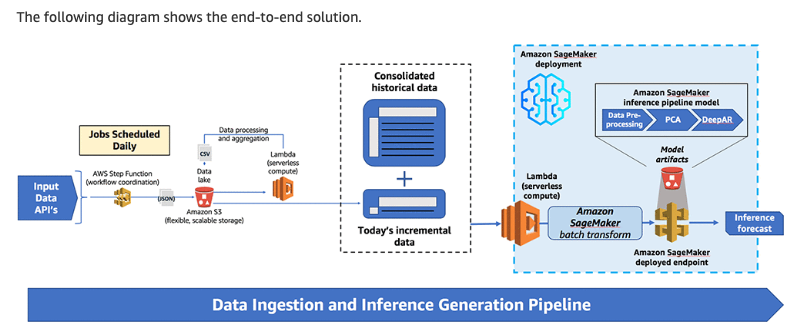 The following diagram shows the end-to-end solution.
Jobs Scheduled
Daily
Input
Data
API's
AWS Step Function
(workflow coordination)
{JSON}
Data processing
and aggregation
CSV
Data
lake
Amazon S3
(flexible, scalable storage)
Lambda
(serverless
compute)
Consolidated
historical data
+
Today's incremental
data
Amazon SageMaker
deployment
Lambda
(serverless
compute)
Amazon
SageMaker
batch transform
Amazon SageMaker
inference pipeline model
Data Pre-
processing
PCA
DeepAR
Model
artifacts
Amazon SageMaker
deployed endpoint
Inference
forecast
Data Ingestion and Inference Generation Pipeline